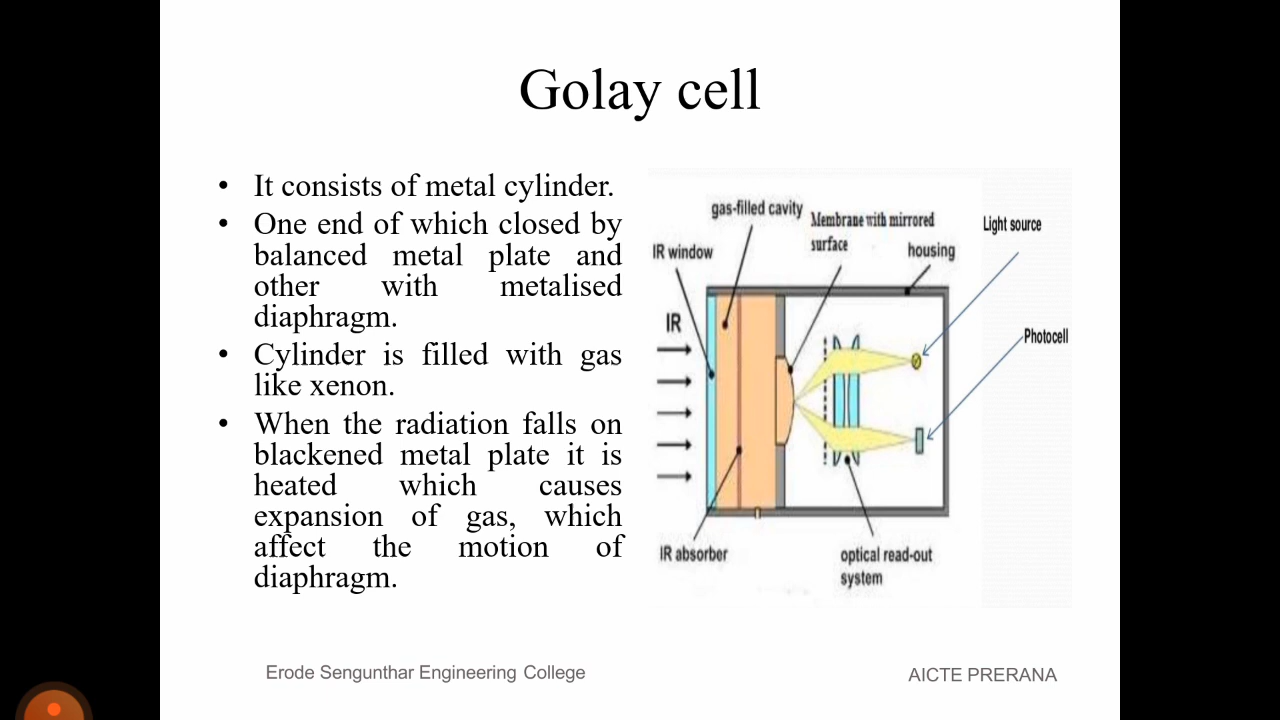 Golay cell
• It consists of metal cylinder.
• One end of which closed by
balanced metal plate and
other with metalised
diaphragm.
• Cylinder is filled with gas
like xenon.
• When the radiation falls on
blackened metal plate it is
heated which causes
expansion of gas, which
affect the motion of
diaphragm.
gas-filled cavity
Membrane with mirrored
surface
Light source
IR window
housing
IR
Photocell
IR absorber
optical read-out
system
Erode Sengunthar Engineering College
AICTE PRERANA